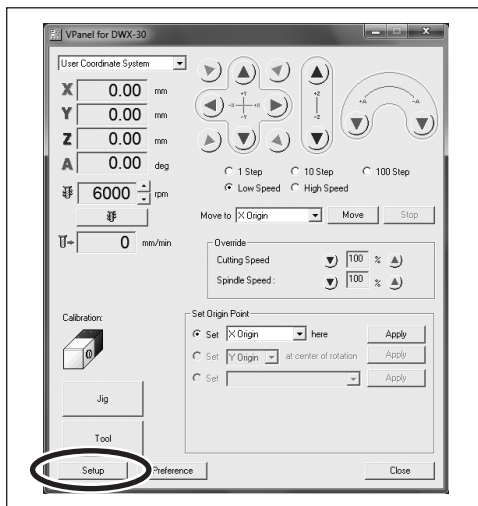 VPanel for DWX-30
User Coordinate System
X 0.00 mm
Y 0.00 mm
Z 0.00 mm
A 0.00 deg
6000 rpm
0 mm/min
+Y
-X +X
-Y
+Z
-Z
+A -A
1 Step 10 Step 100 Step
Low Speed High Speed
Move to X Origin Move Stop
Override
Cutting Speed 100 %
Spindle Speed : 100 %
Calibration:
Set Origin Point
Set X Origin here Apply
Set Y Origin at center of rotation Apply
Set Apply
Jig
Tool
Setup Preference Close